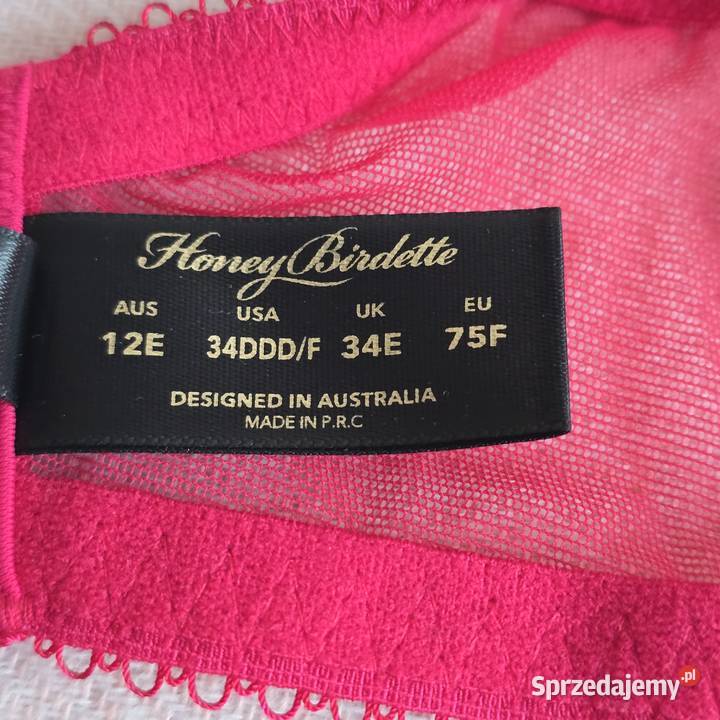 Honey Birdette
AUS USA UK EU
12E 34DDD/F 34E 75F
DESIGNED IN AUSTRALIA
MADE IN P.R.C
Sprzedajemy.pl